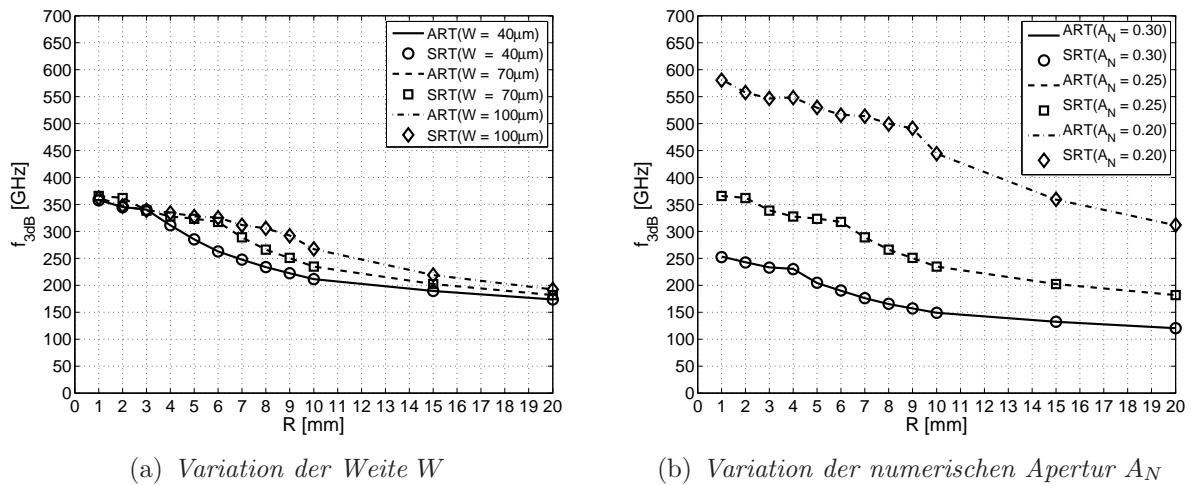 700
650
600
550
500
450
400
350
300
250
200
150
100
50
0
f3dB [GHz]
ART(W = 40μm)
SRT(W = 40μm)
ART(W = 70μm)
SRT(W = 70μm)
ART(W = 100μm)
SRT(W = 100μm)
0 1 2 3 4 5 6 7 8 9 10 11 12 13 14 15 16 17 18 19 20
R [mm]
(a) Variation der Weite W
700
650
600
550
500
450
400
350
300
250
200
150
100
50
0
f3dB [GHz]
ART(AN = 0.30)
SRT(AN = 0.30)
ART(AN = 0.25)
SRT(AN = 0.25)
ART(AN = 0.20)
SRT(AN = 0.20)
0 1 2 3 4 5 6 7 8 9 10 11 12 13 14 15 16 17 18 19 20
R [mm]
(b) Variation der numerischen Apertur AN